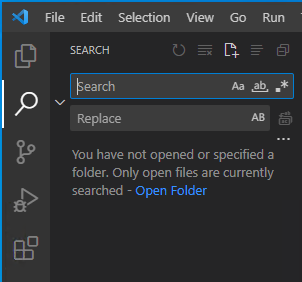 File Edit Selection View Go Run
SEARCH
Search Aa ab .*
Replace AB
...
You have not opened or specified a
folder. Only open files are currently
searched - Open Folder